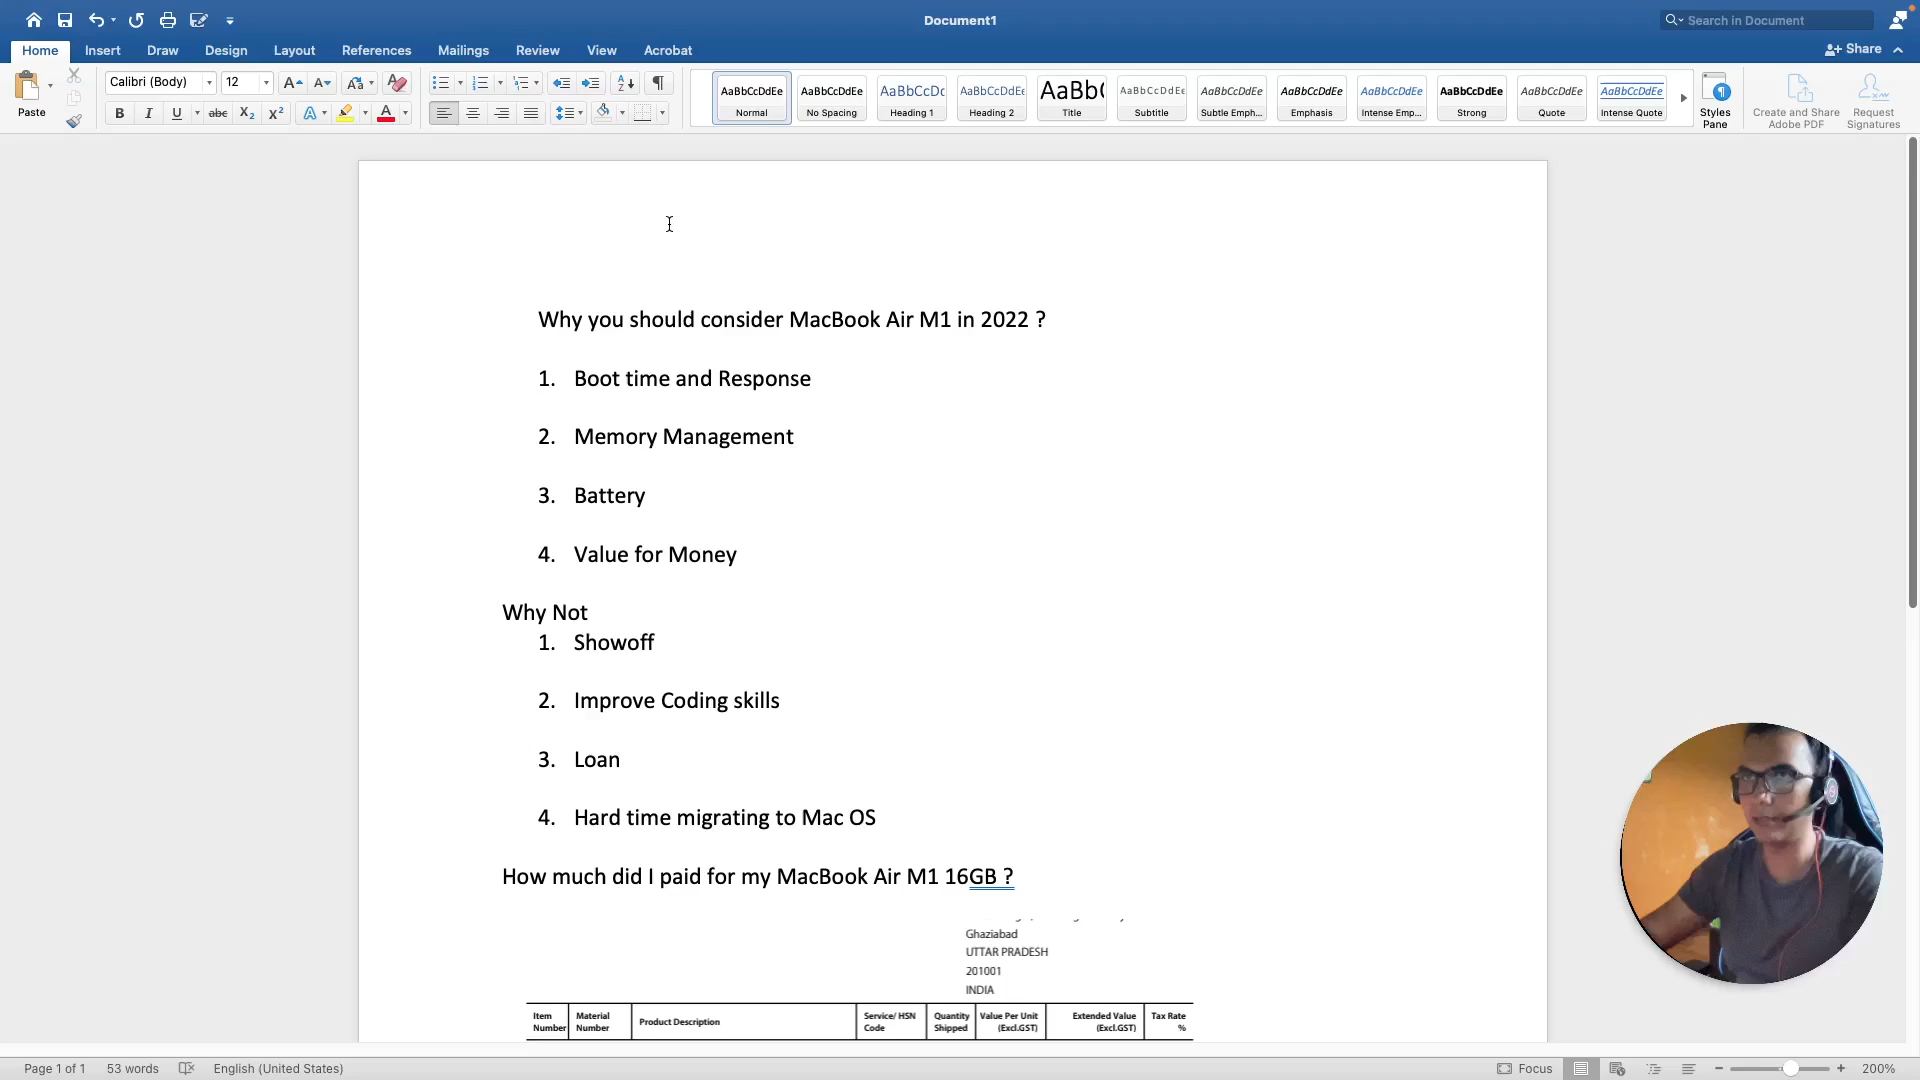 Document1
Search in Document
Home Insert Draw Design Layout References Mailings Review View Acrobat
Share
Paste
Calibri (Body) 12
AaBbCcDdEe AaBbCcDdEe AaBbCcDc AaBbCcDdEe AaBb( AaBbCcDdEe AaBbCcDdEe AaBbCcDdEe AaBbCcDdEe AaBbCcDdEe AaBbCcDdEe AaBbCcDdEe
Normal No Spacing Heading 1 Heading 2 Title Subtitle Subtle Emph... Emphasis Intense Emp... Strong Quote Intense Quote
Styles Pane
Create and Share Adobe PDF
Request Signatures
Why you should consider MacBook Air M1 in 2022 ?
1. Boot time and Response
2. Memory Management
3. Battery
4. Value for Money
Why Not
1. Showoff
2. Improve Coding skills
3. Loan
4. Hard time migrating to Mac OS
How much did I paid for my MacBook Air M1 16GB ?
Ghaziabad
UTTAR PRADESH
201001
INDIA
Item Number Material Number Product Description Service/ HSN Code Quantity Shipped Value Per Unit (Excl.GST) Extended Value (Excl.GST) Tax Rate %
Page 1 of 1 53 words English (United States) Focus 200%